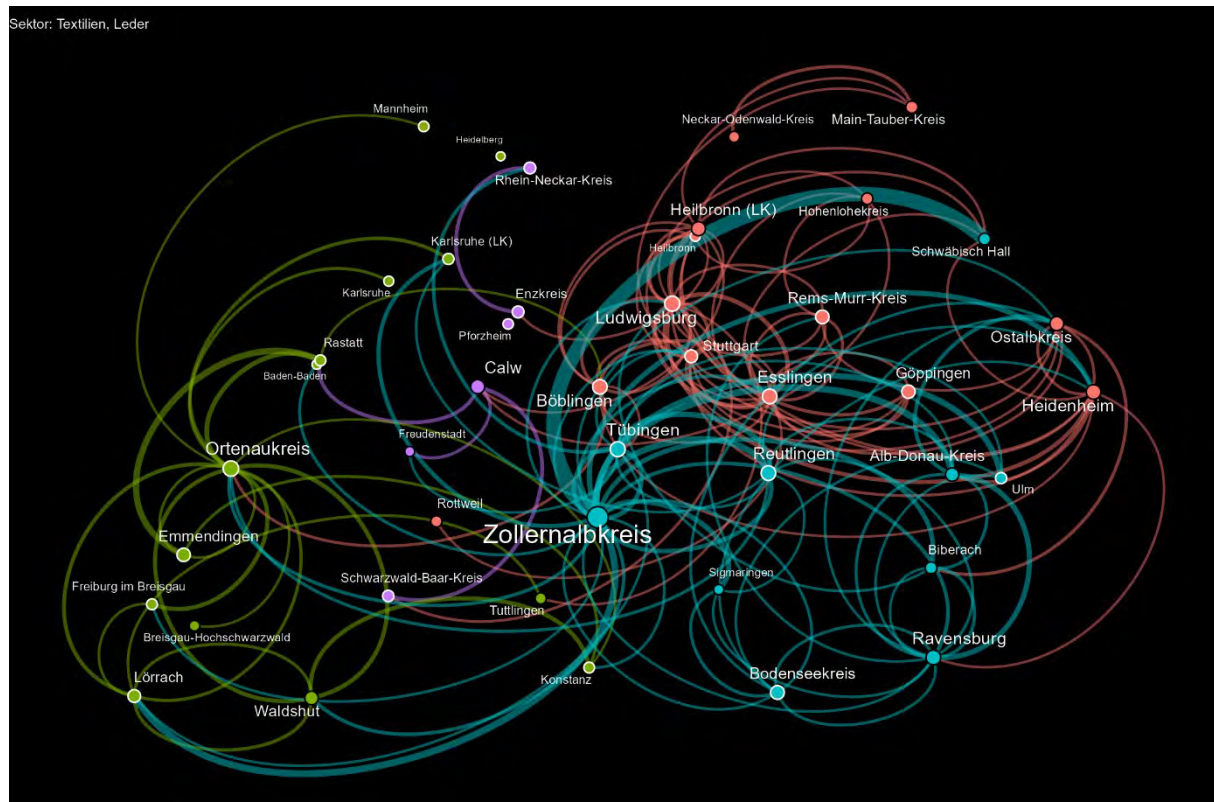 Sektor: Textilien, Leder
Mannheim
Neckar-Odenwald-Kreis
Main-Tauber-Kreis
Heidelberg
Rhein-Neckar-Kreis
Heilbronn (LK)
Hohenlohekreis
Karlsruhe (LK)
Heilbronn
Schwäbisch Hall
Karlsruhe
Enzkreis
Rems-Murr-Kreis
Ludwigsburg
Pforzheim
Ostalbkreis
Rastatt
Stuttgart
Baden-Baden
Calw
Esslingen
Göppingen
Böblingen
Heidenheim
Freudenstadt
Tübingen
Ortenaukreis
Reutlingen
Alb-Donau-Kreis
Ulm
Rottweil
Zollernalbkreis
Emmendingen
Biberach
Sigmaringen
Schwarzwald-Baar-Kreis
Freiburg im Breisgau
Tuttlingen
Breisgau-Hochschwarzwald
Ravensburg
Lörrach
Konstanz
Bodenseekreis
Waldshut